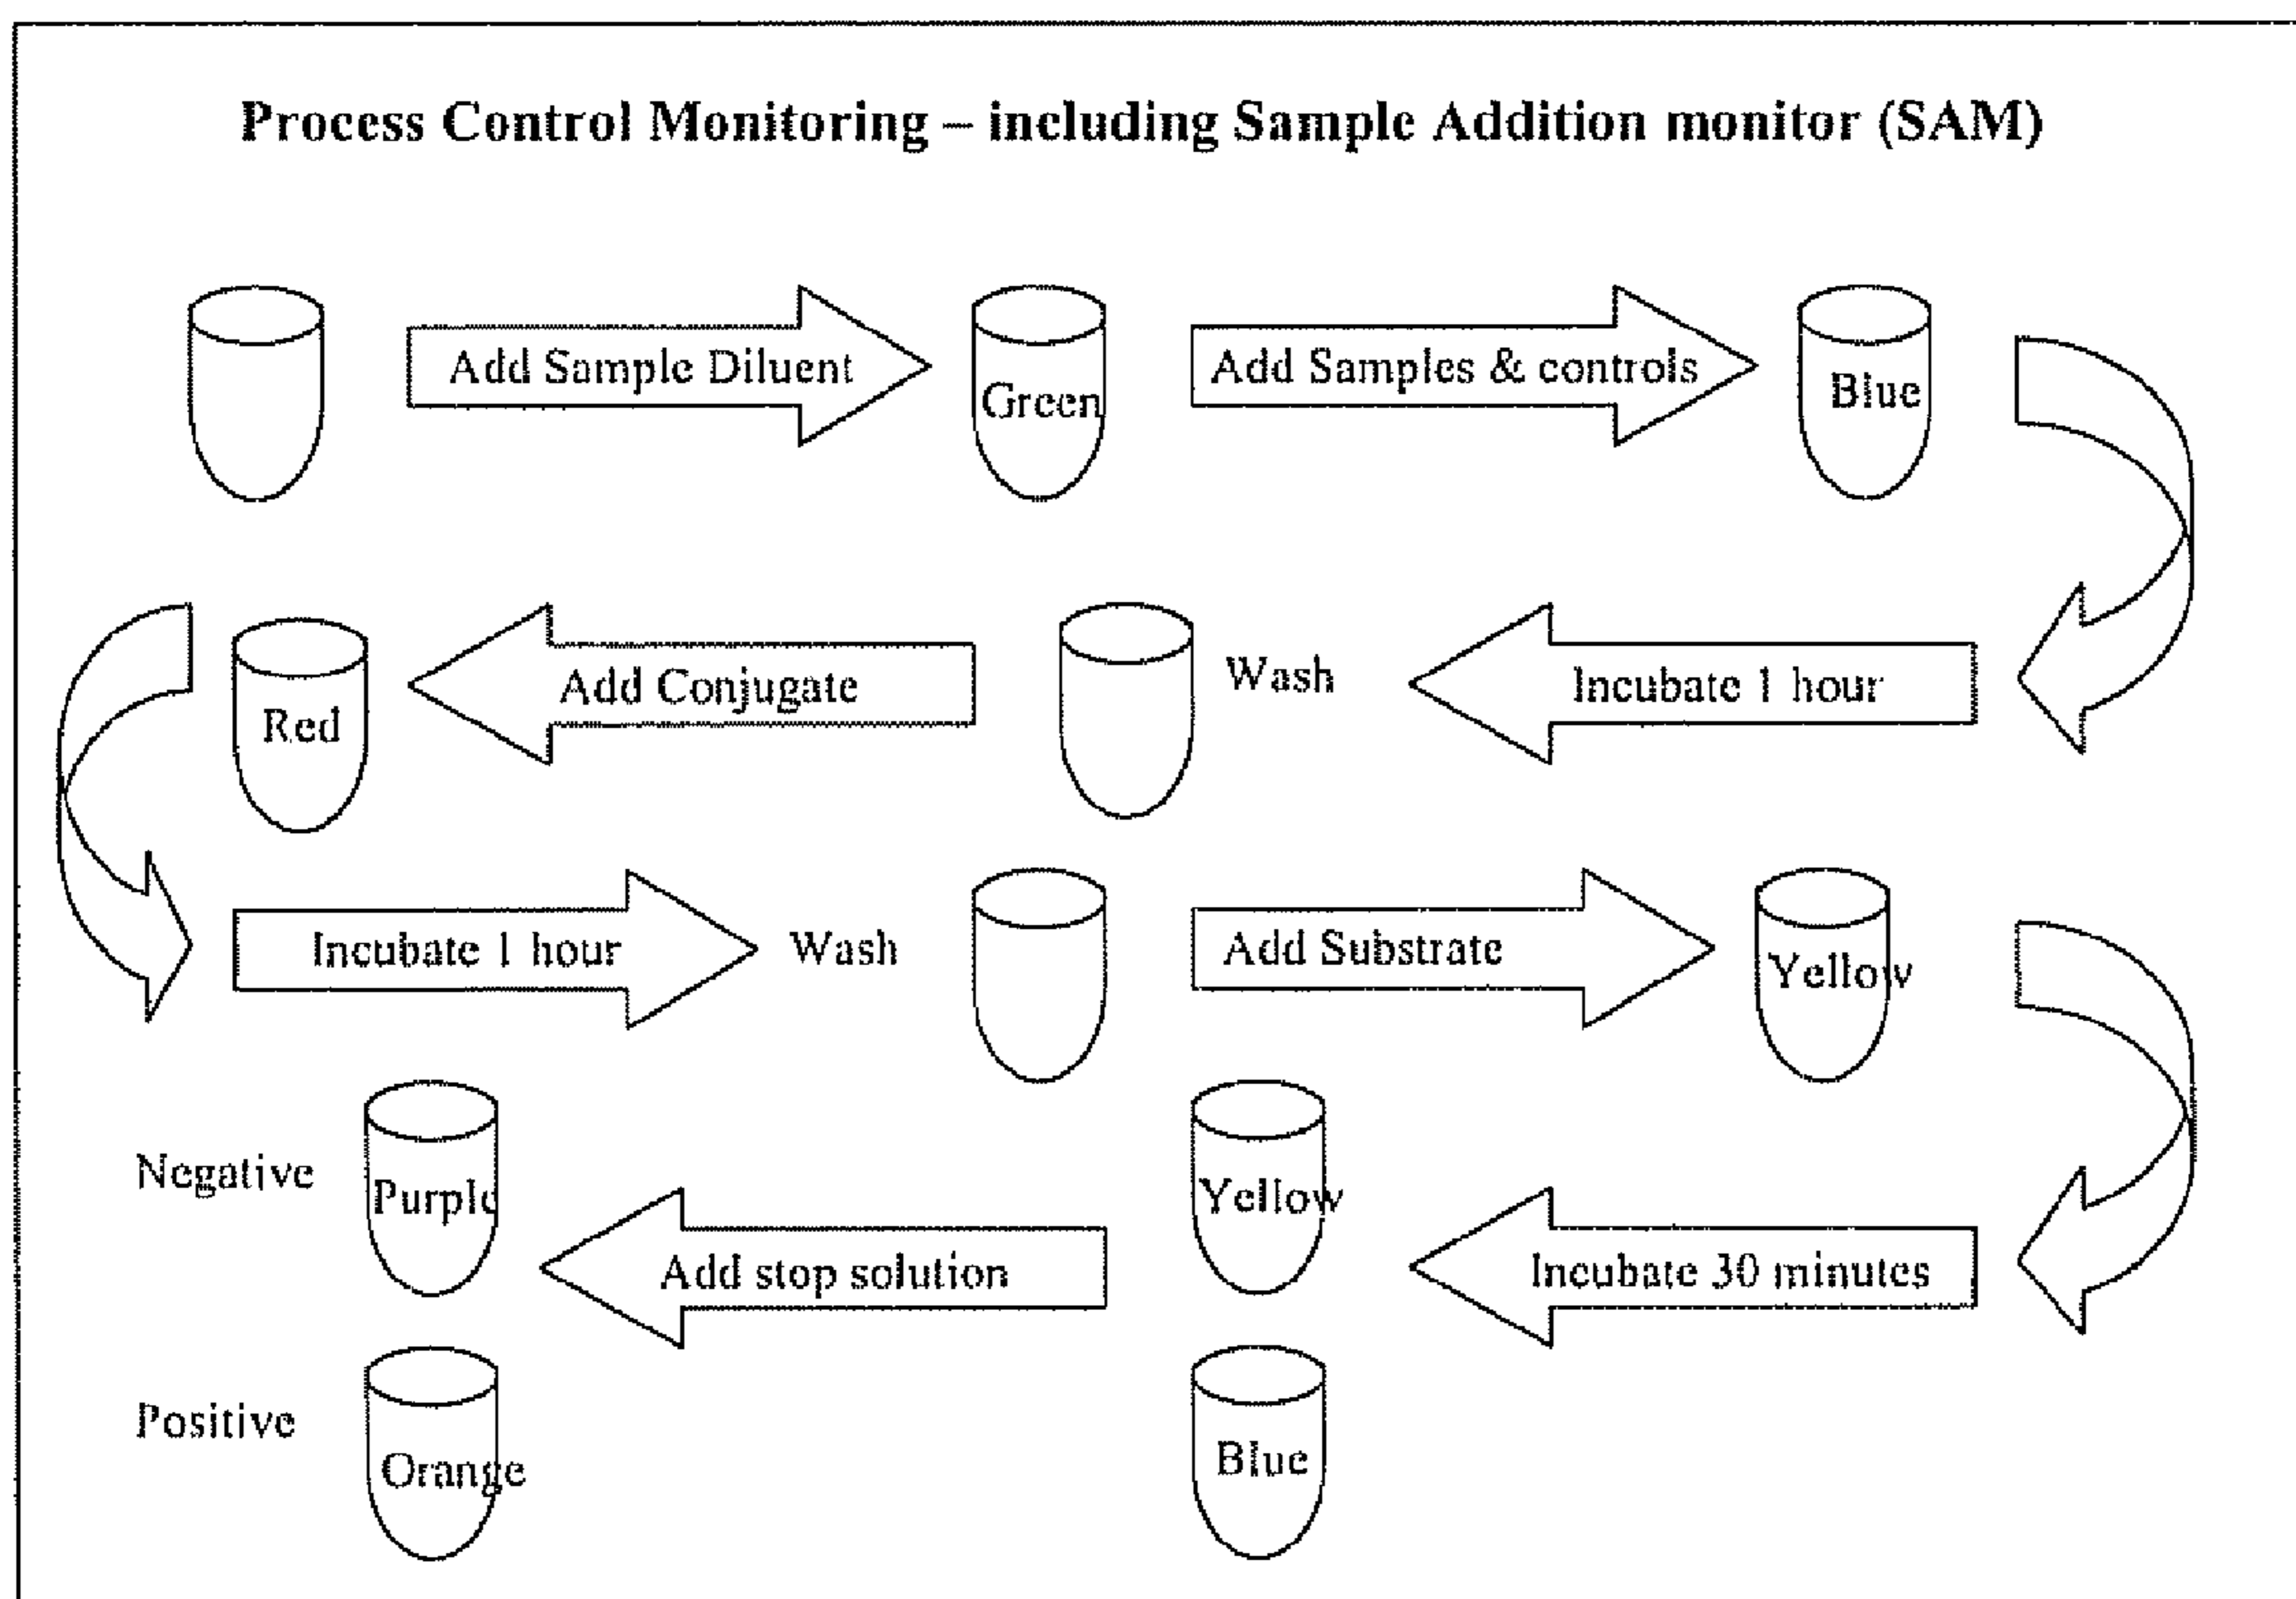 Process Control Monitoring – including Sample Addition monitor (SAM)
Add Sample Diluent
Green
Add Samples & controls
Blue
Incubate 1 hour
Wash
Add Conjugate
Red
Incubate 1 hour
Wash
Add Substrate
Yellow
Incubate 30 minutes
Yellow
Blue
Add stop solution
Negative
Purple
Positive
Orange